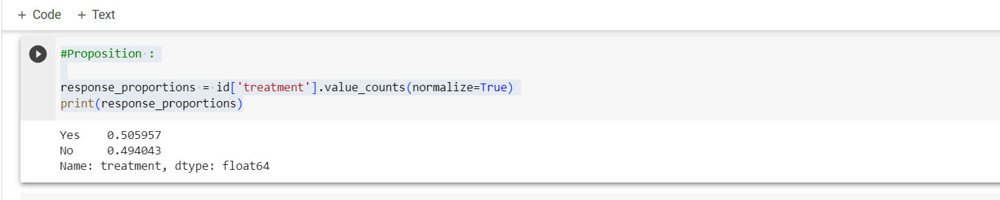 + Code + Text
#Proposition :
response_proportions = id['treatment'].value_counts(normalize=True)
print(response_proportions)
Yes    0.505957
No     0.494043
Name: treatment, dtype: float64